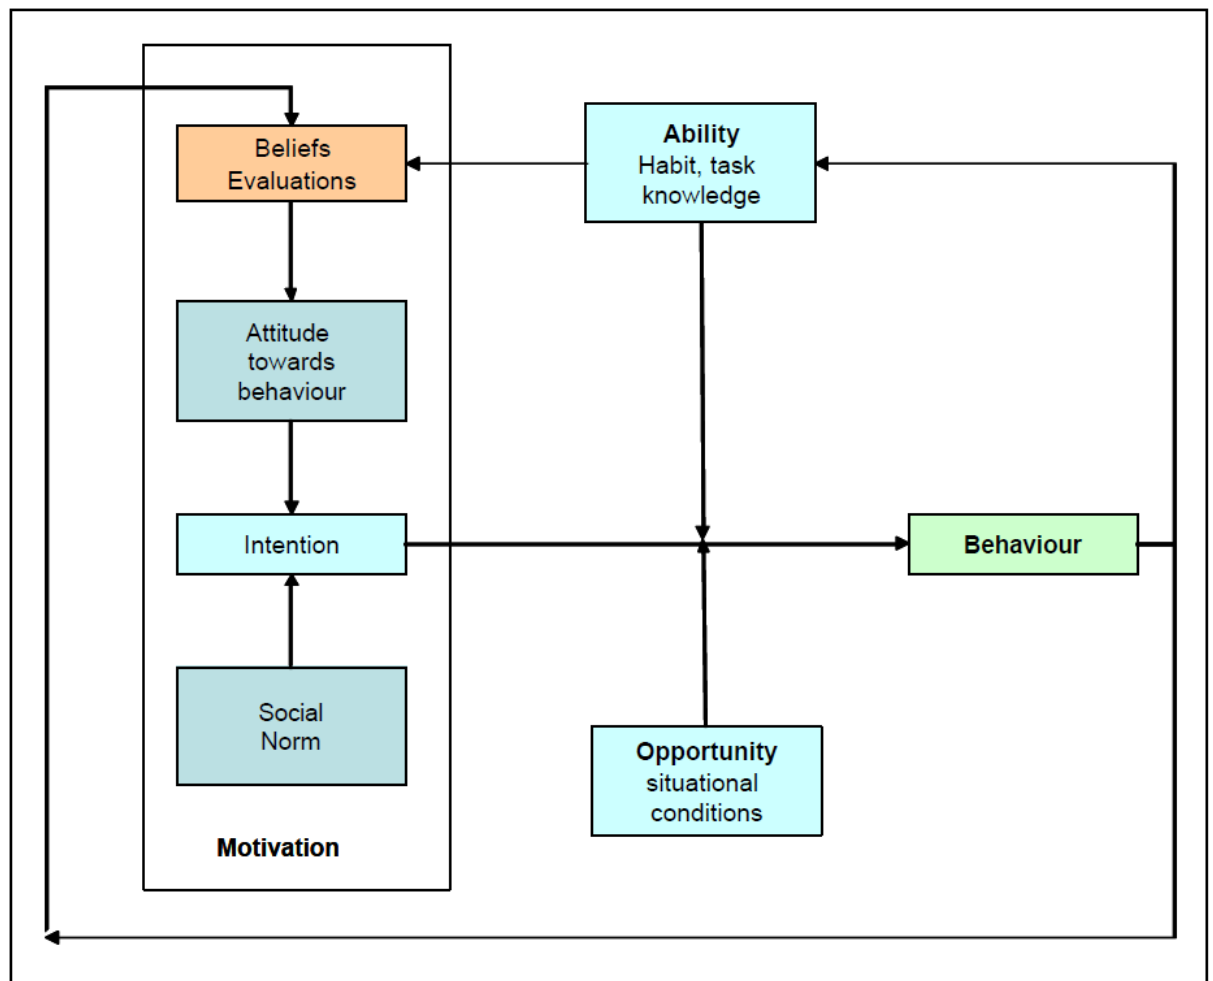 Beliefs
Evaluations
Attitude
towards
behaviour
Intention
Social
Norm
Motivation
Ability
Habit, task
knowledge
Opportunity
situational
conditions
Behaviour